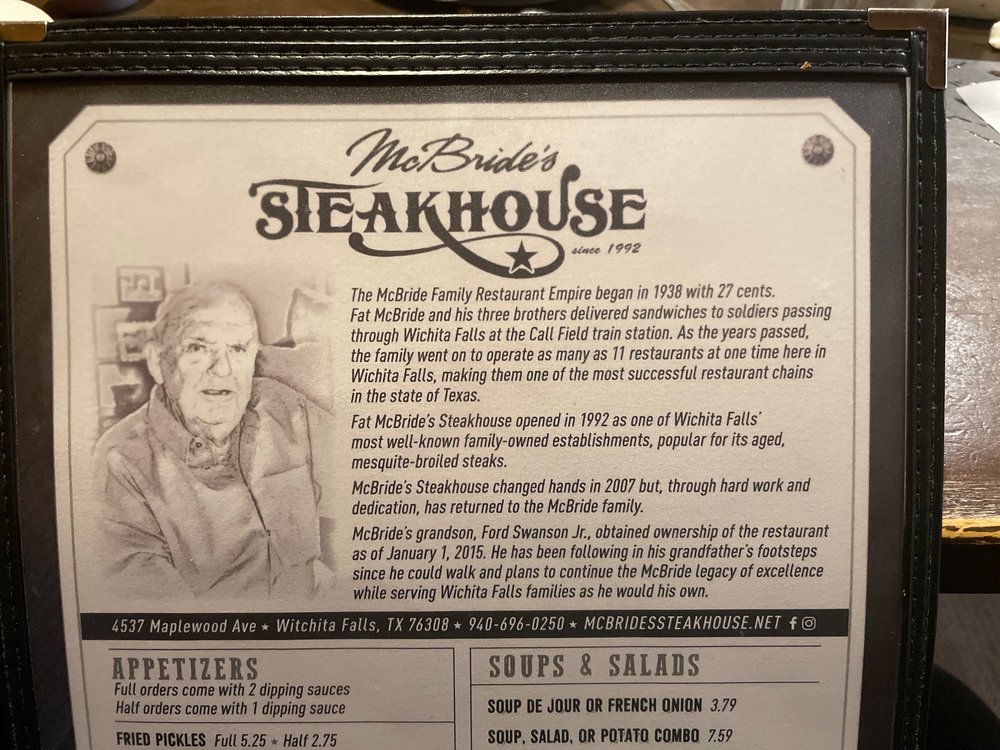 McBride's
STEAKHOUSE
since 1992
The McBride Family Restaurant Empire began in 1938 with 27 cents.
Fat McBride and his three brothers delivered sandwiches to soldiers passing
through Wichita Falls at the Call Field train station. As the years passed,
the family went on to operate as many as 11 restaurants at one time here in
Wichita Falls, making them one of the most successful restaurant chains
in the state of Texas.
Fat McBride's Steakhouse opened in 1992 as one of Wichita Falls'
most well-known family-owned establishments, popular for its aged,
mesquite-broiled steaks.
McBride's Steakhouse changed hands in 2007 but, through hard work and
dedication, has returned to the McBride family.
McBride's grandson, Ford Swanson Jr., obtained ownership of the restaurant
as of January 1, 2015. He has been following in his grandfather's footsteps
since he could walk and plans to continue the McBride legacy of excellence
while serving Wichita Falls families as he would his own.
4537 Maplewood Ave ★ Witchita Falls, TX 76308 ★ 940-696-0250 ★ MCBRIDESSTEAKHOUSE.NET
APPETIZERS
Full orders come with 2 dipping sauces
Half orders come with 1 dipping sauce
FRIED PICKLES Full 5.25 ★ Half 2.75
SOUPS & SALADS
SOUP DE JOUR OR FRENCH ONION 3.79
SOUP, SALAD, OR POTATO COMBO 7.59